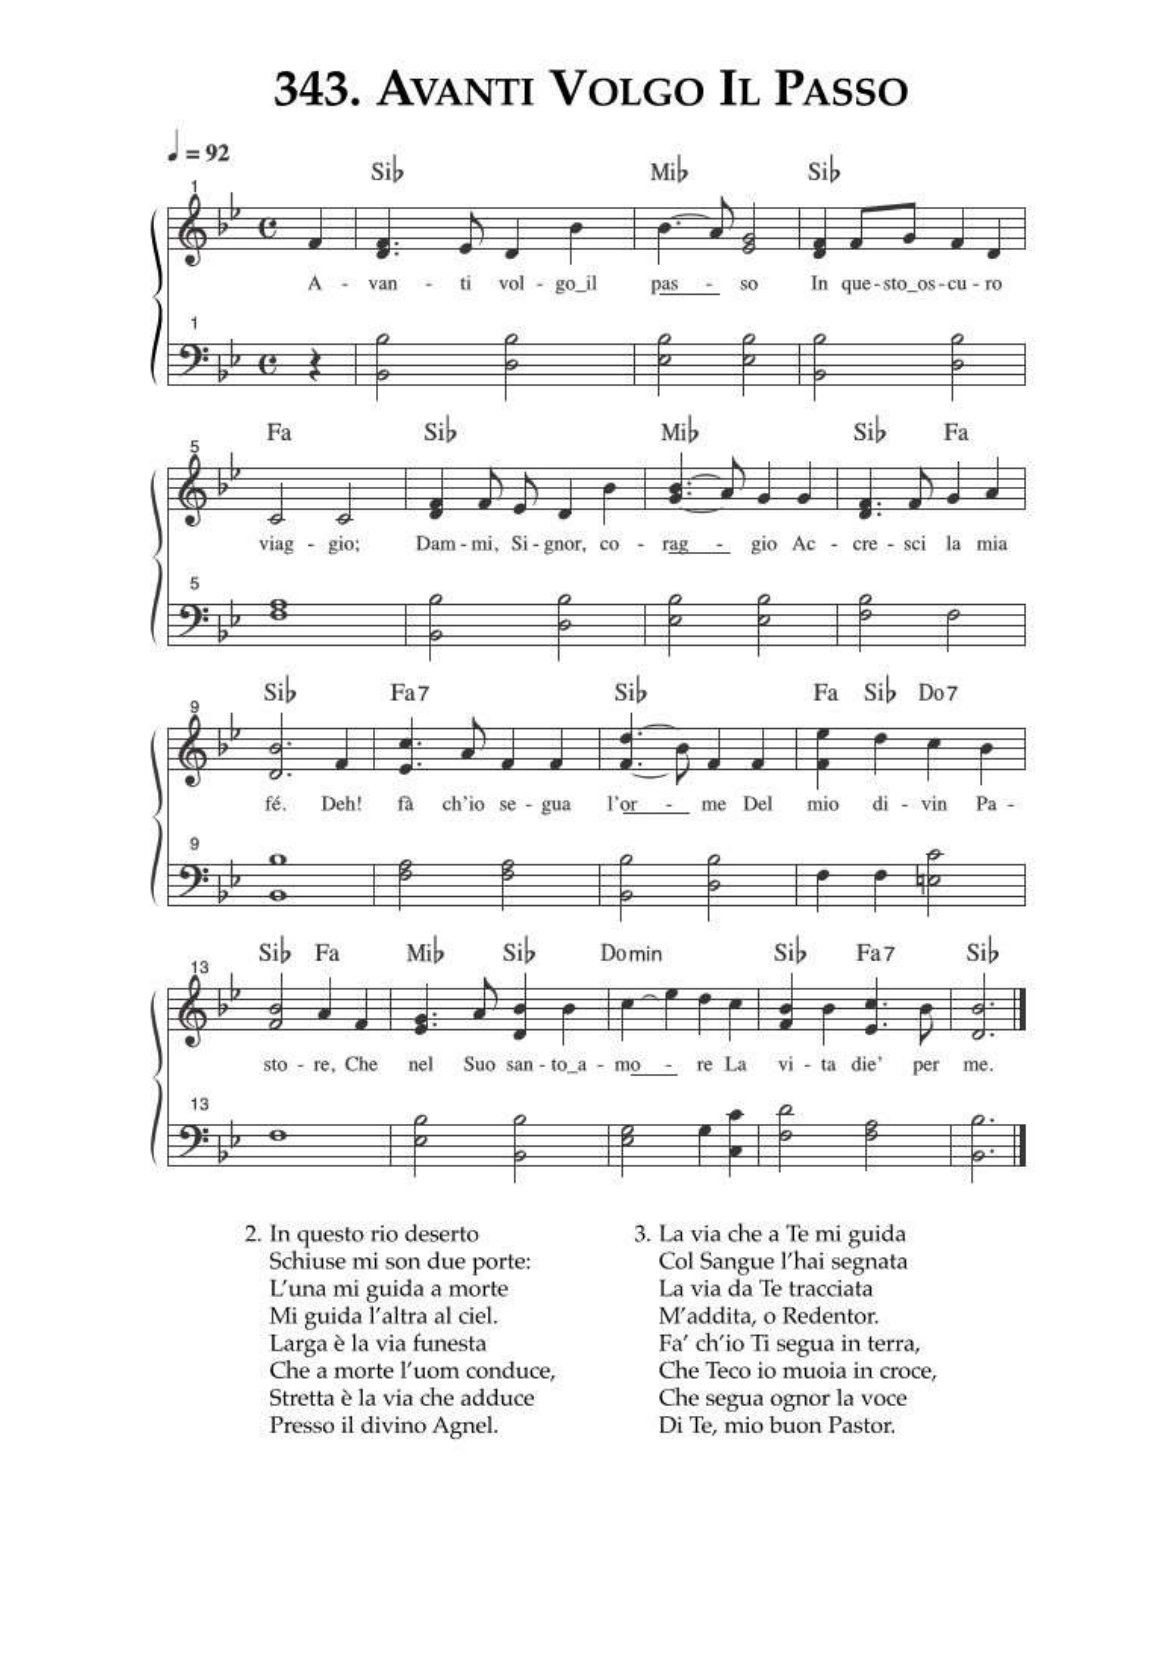 343. AVANTI VOLGO IL PASSO
♩ = 92
Si♭ Mi♭ Si♭
1
A - van - ti vol - go_il pas - so In que - sto_os - cu - ro
1
Fa Si♭ Mi♭ Si♭ Fa
5
viag - gio; Dam - mi, Si - gnor, co - rag - gio Ac - cre - sci la mia
5
Si♭ Fa7 Si♭ Fa Si♭ Do7
9
fé. Deh! fà ch'io se - gua l'or - me Del mio di - vin Pa -
9
Si♭ Fa Mi♭ Si♭ Domin Si♭ Fa7 Si♭
13
sto - re, Che nel Suo san - to_a - mo - re La vi - ta die' per me.
13
2. In questo rio deserto
Schiuse mi son due porte:
L'una mi guida a morte
Mi guida l'altra al ciel.
Larga è la via funesta
Che a morte l'uom conduce,
Stretta è la via che adduce
Presso il divino Agnel.
3. La via che a Te mi guida
Col Sangue l'hai segnata
La via da Te tracciata
M'addita, o Redentor.
Fa' ch'io Ti segua in terra,
Che Teco io muoia in croce,
Che segua ognor la voce
Di Te, mio buon Pastor.